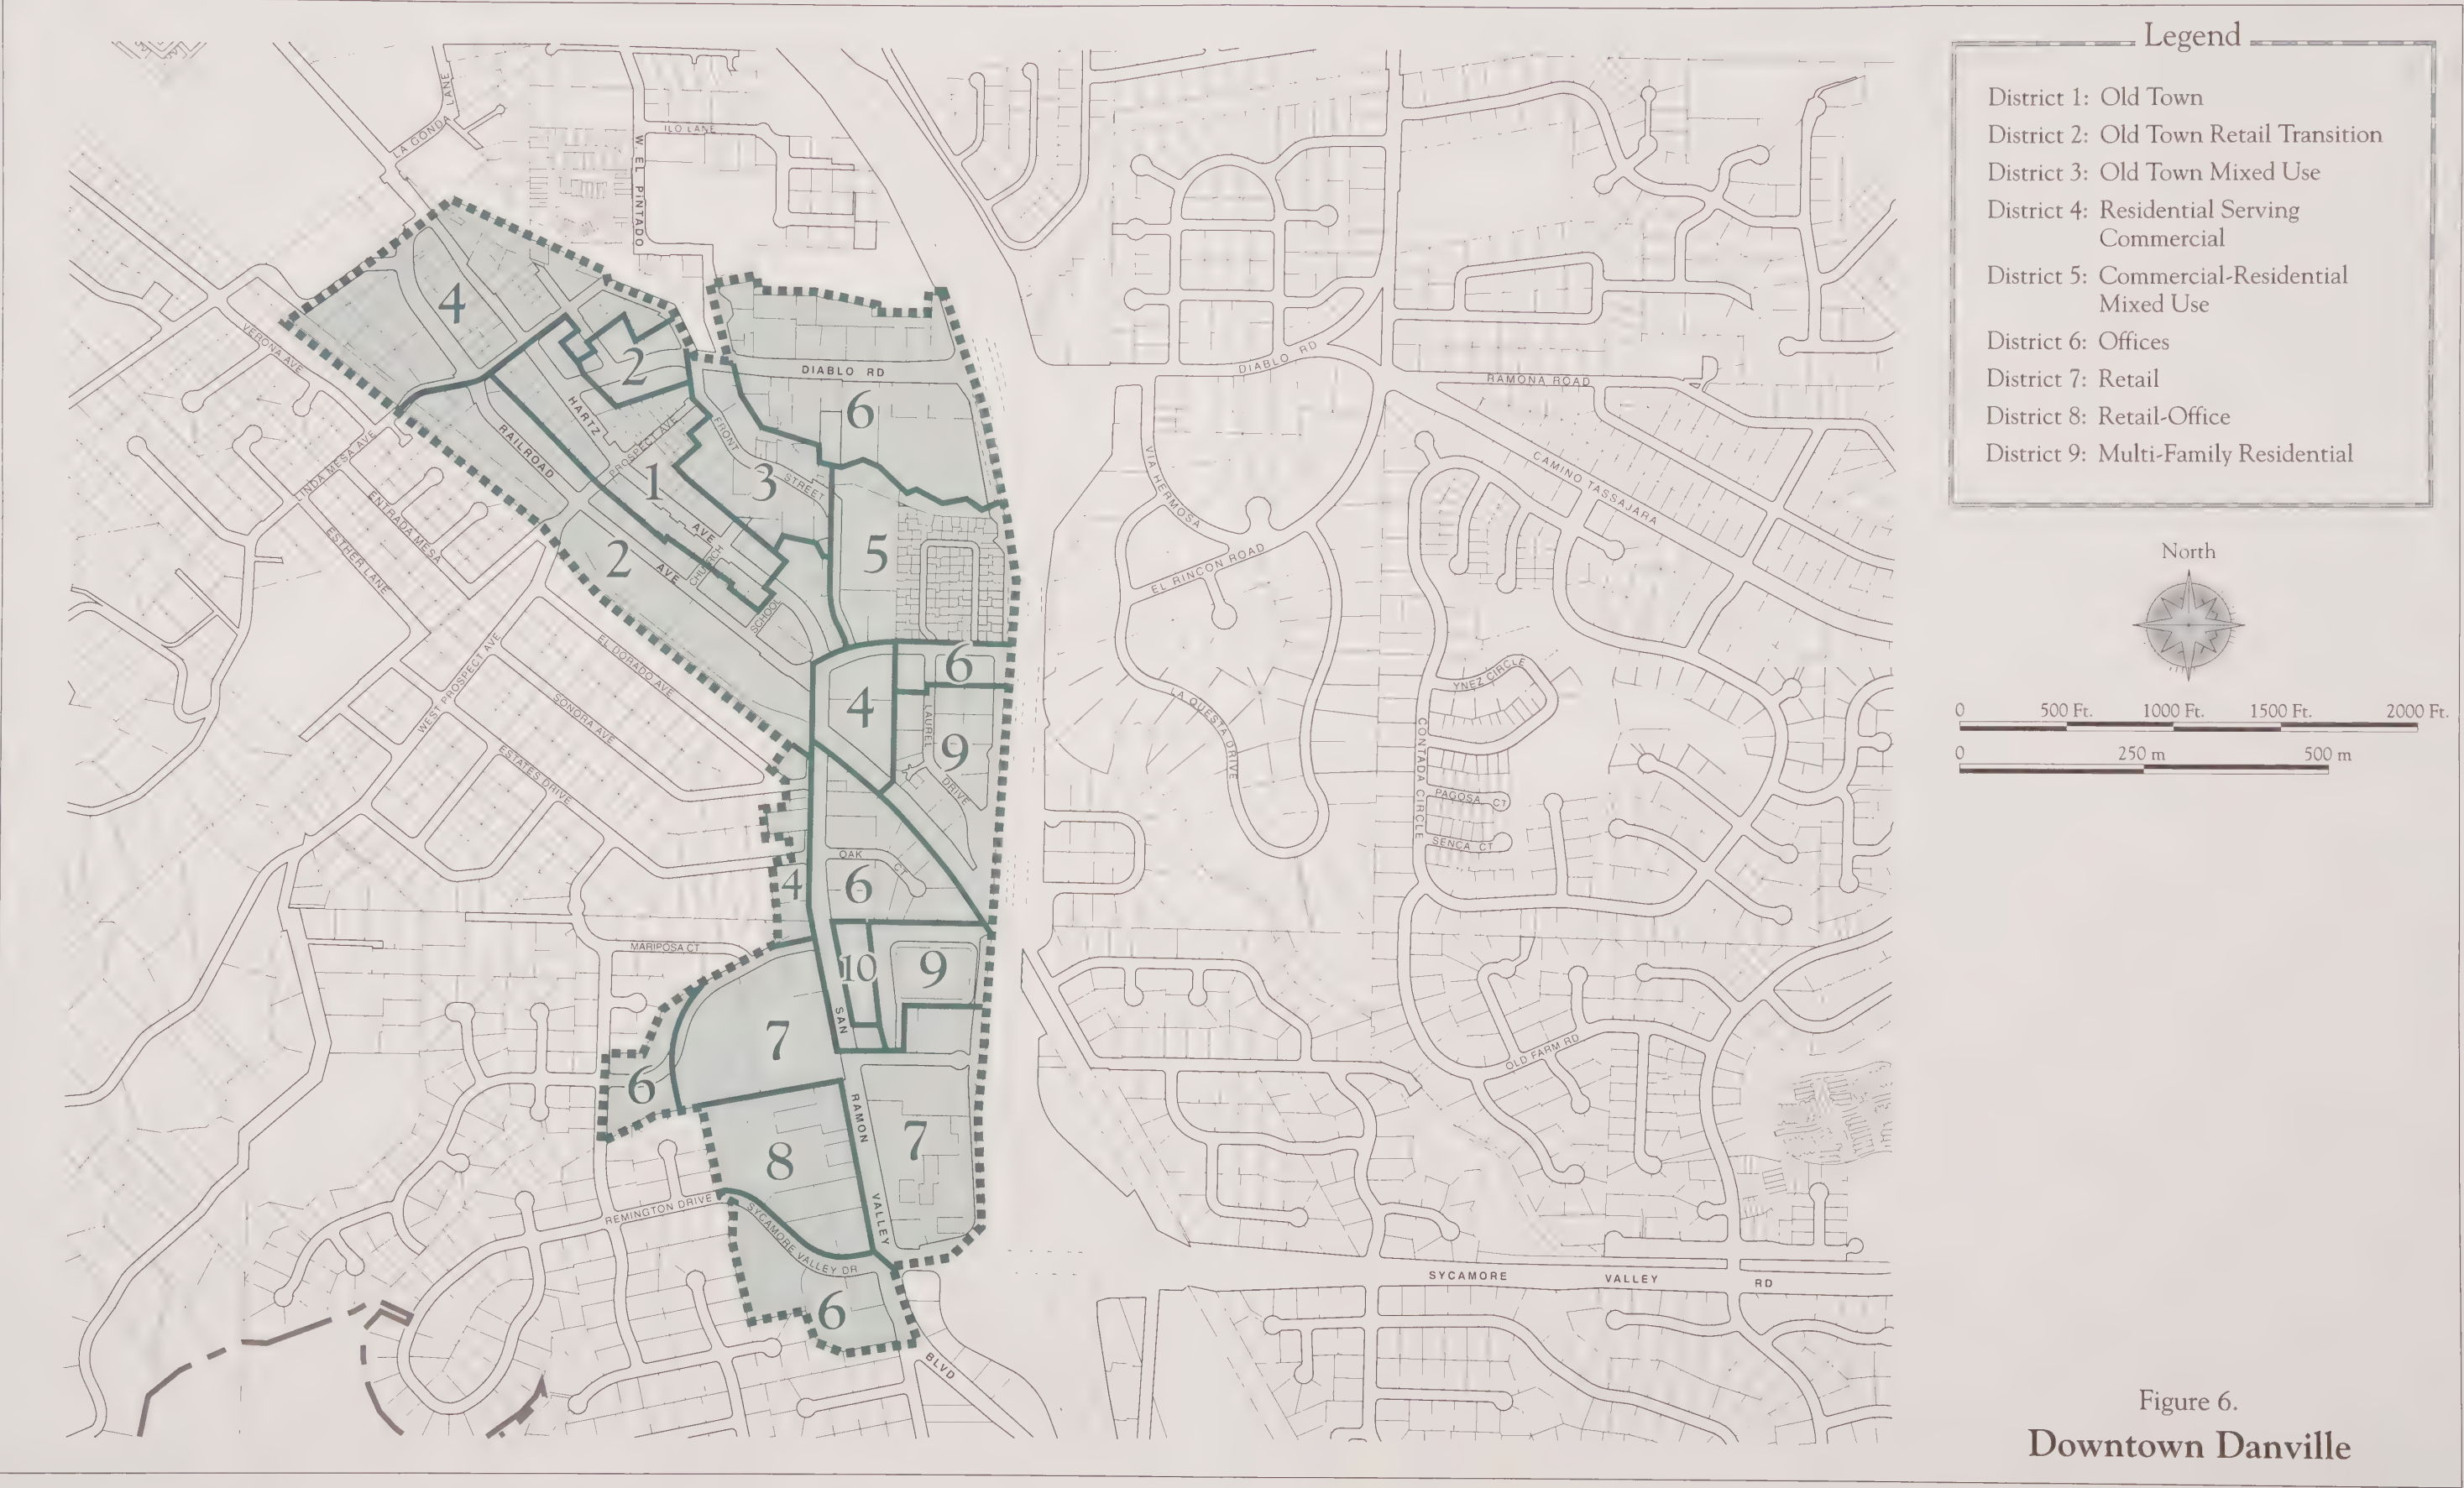 Legend
District 1: Old Town
District 2: Old Town Retail Transition
District 3: Old Town Mixed Use
District 4: Residential Serving
Commercial
District 5: Commercial-Residential
Mixed Use
District 6: Offices
District 7: Retail
District 8: Retail-Office
District 9: Multi-Family Residential
North
0 500 Ft. 1000 Ft. 1500 Ft. 2000 Ft.
0 250 m 500 m
Figure 6.
Downtown Danville
LA GONDA LANE
ILO LANE
W. EL PINTADO
4
VERONA AVE
2
DIABLO RD
DIABLO RD
6
RAMONA ROAD
HARTZ
AVE
RAILROAD
AVE
PROSPECT AVE
FRONT
STREET
1
3
LINDA MESA AVE
ENTRADA MESA
ESTHER LANE
CAMINO TASSAJARA
VIA HERMOSA
2
CHURCH
SCHOOL
5
EL RINCON ROAD
EL DORADO AVE
WEST PROSPECT AVE
SONORA AVE
ESTATES DRIVE
6
4
LAUREL
DRIVE
9
LA QUESTA DRIVE
YNEZ CIRCLE
CONTADA CIRCLE
PAGOSA CT
SENCA CT
OAK CT
4
6
MARIPOSA CT
10
9
SAN
RAMON
VALLEY
BLVD
7
6
OLD FARM RD
8
7
REMINGTON DRIVE
SYCAMORE VALLEY DR
6
SYCAMORE VALLEY RD